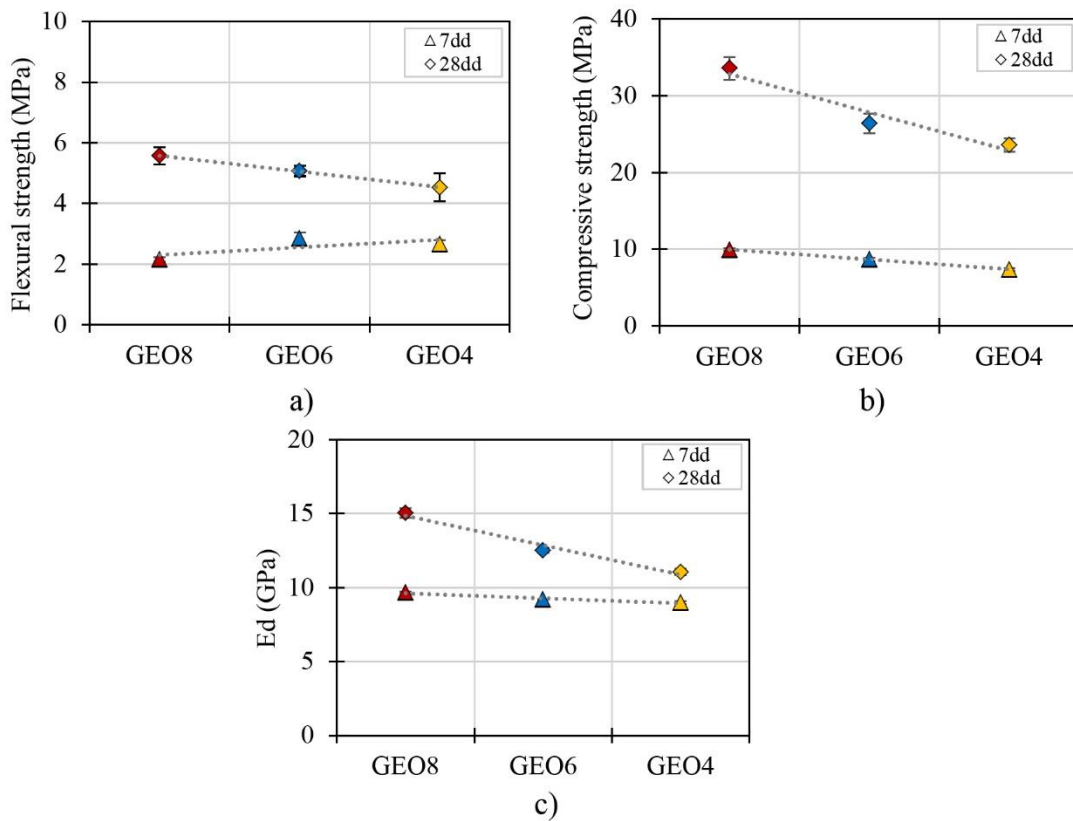 Flexural strength (MPa)
10
8
6
4
2
0
7dd
28dd
GEO8 GEO6 GEO4
a)
Compressive strength (MPa)
40
30
20
10
0
7dd
28dd
GEO8 GEO6 GEO4
b)
Ed (GPa)
20
15
10
5
0
7dd
28dd
GEO8 GEO6 GEO4
c)